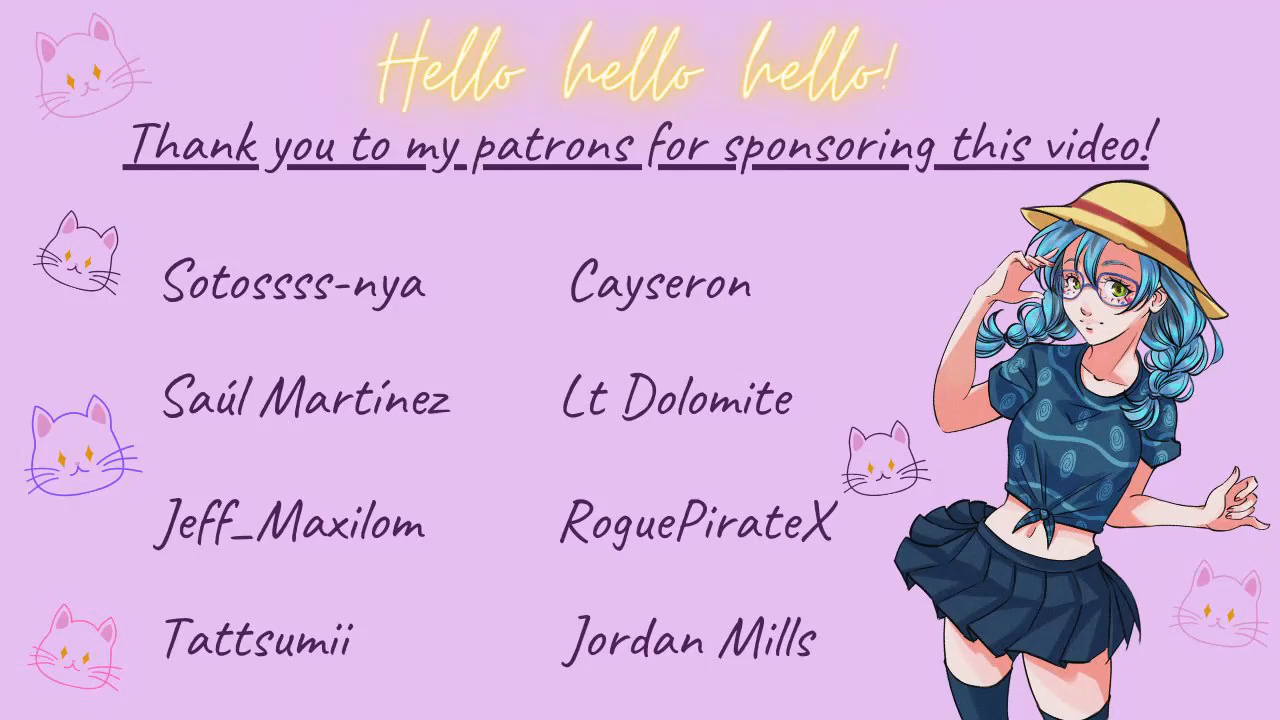 Hello hello hello!
Thank you to my patrons for sponsoring this video!
Sotossss-nya
Cayseron
Saúl Martínez
Lt Dolomite
Jeff_Maxilom
RoguePirateX
Tattsumii
Jordan Mills